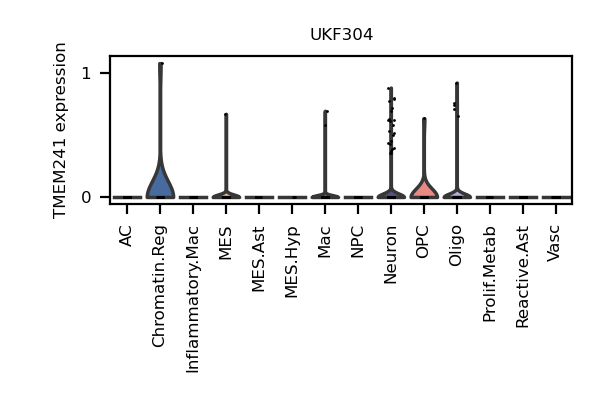 UKF304
TMEM241 expression
1
0
AC
Chromatin.Reg
Inflammatory.Mac
MES
MES.Ast
MES.Hyp
Mac
NPC
Neuron
OPC
Oligo
Prolif.Metab
Reactive.Ast
Vasc